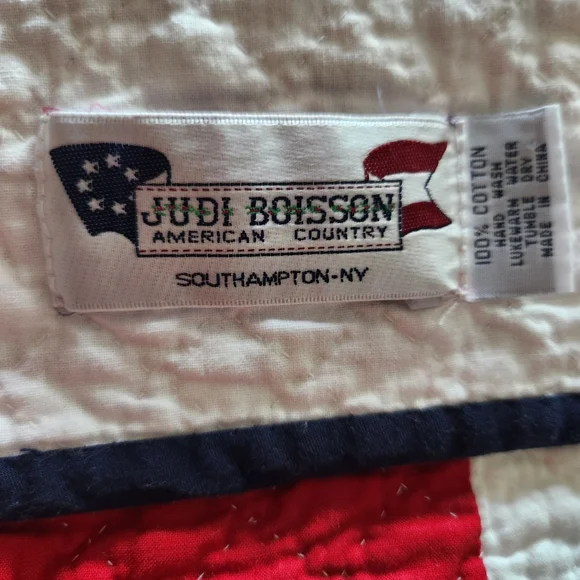 JUDI BOISSON
AMERICAN COUNTRY
SOUTHAMPTON-NY
100% COTTON
HAND WASH
LUKEWARM WATER
TUMBLE DRY
MADE IN CHINA